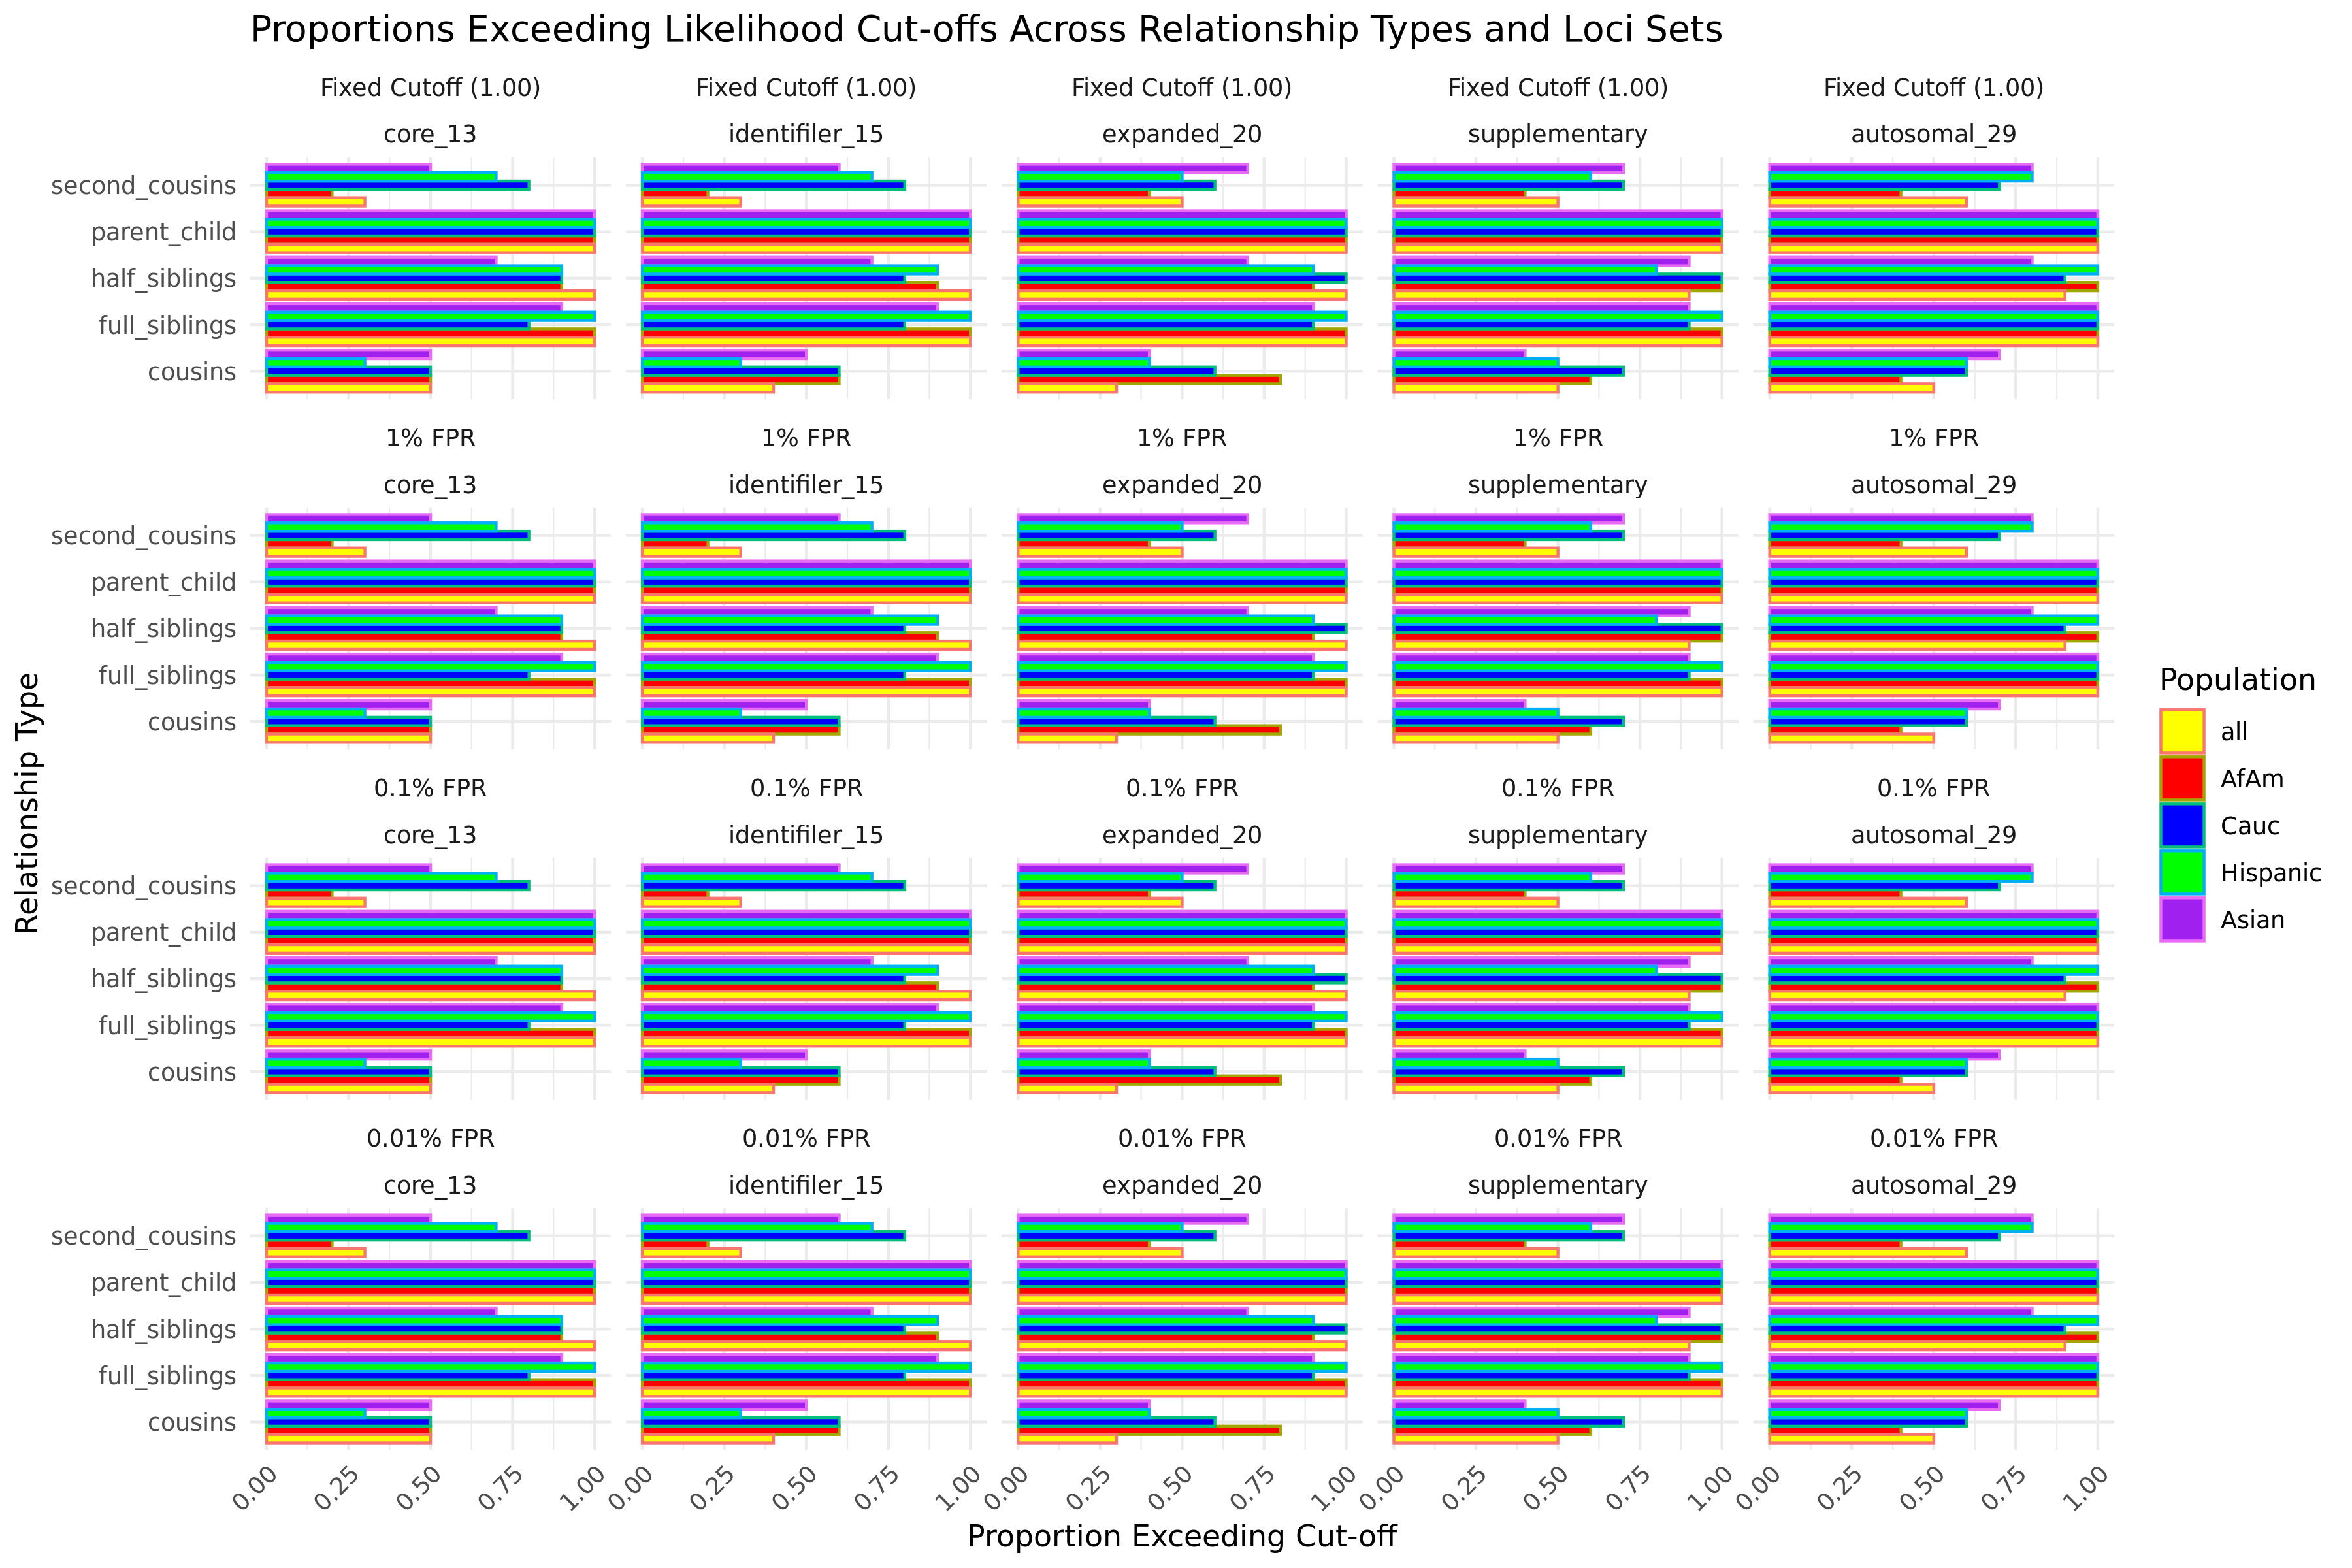 Proportions Exceeding Likelihood Cut-offs Across Relationship Types and Loci Sets
Fixed Cutoff (1.00) Fixed Cutoff (1.00) Fixed Cutoff (1.00) Fixed Cutoff (1.00) Fixed Cutoff (1.00)
core_13 identifiler_15 expanded_20 supplementary autosomal_29
second_cousins
parent_child
half_siblings
full_siblings
cousins
1% FPR 1% FPR 1% FPR 1% FPR 1% FPR
core_13 identifiler_15 expanded_20 supplementary autosomal_29
second_cousins
parent_child
half_siblings
full_siblings
cousins
0.1% FPR 0.1% FPR 0.1% FPR 0.1% FPR 0.1% FPR
core_13 identifiler_15 expanded_20 supplementary autosomal_29
second_cousins
parent_child
half_siblings
full_siblings
cousins
0.01% FPR 0.01% FPR 0.01% FPR 0.01% FPR 0.01% FPR
core_13 identifiler_15 expanded_20 supplementary autosomal_29
second_cousins
parent_child
half_siblings
full_siblings
cousins
0.00 0.25 0.50 0.75 1.00 0.00 0.25 0.50 0.75 1.00 0.00 0.25 0.50 0.75 1.00 0.00 0.25 0.50 0.75 1.00 0.00 0.25 0.50 0.75 1.00
Proportion Exceeding Cut-off
Relationship Type
Population
all
AfAm
Cauc
Hispanic
Asian